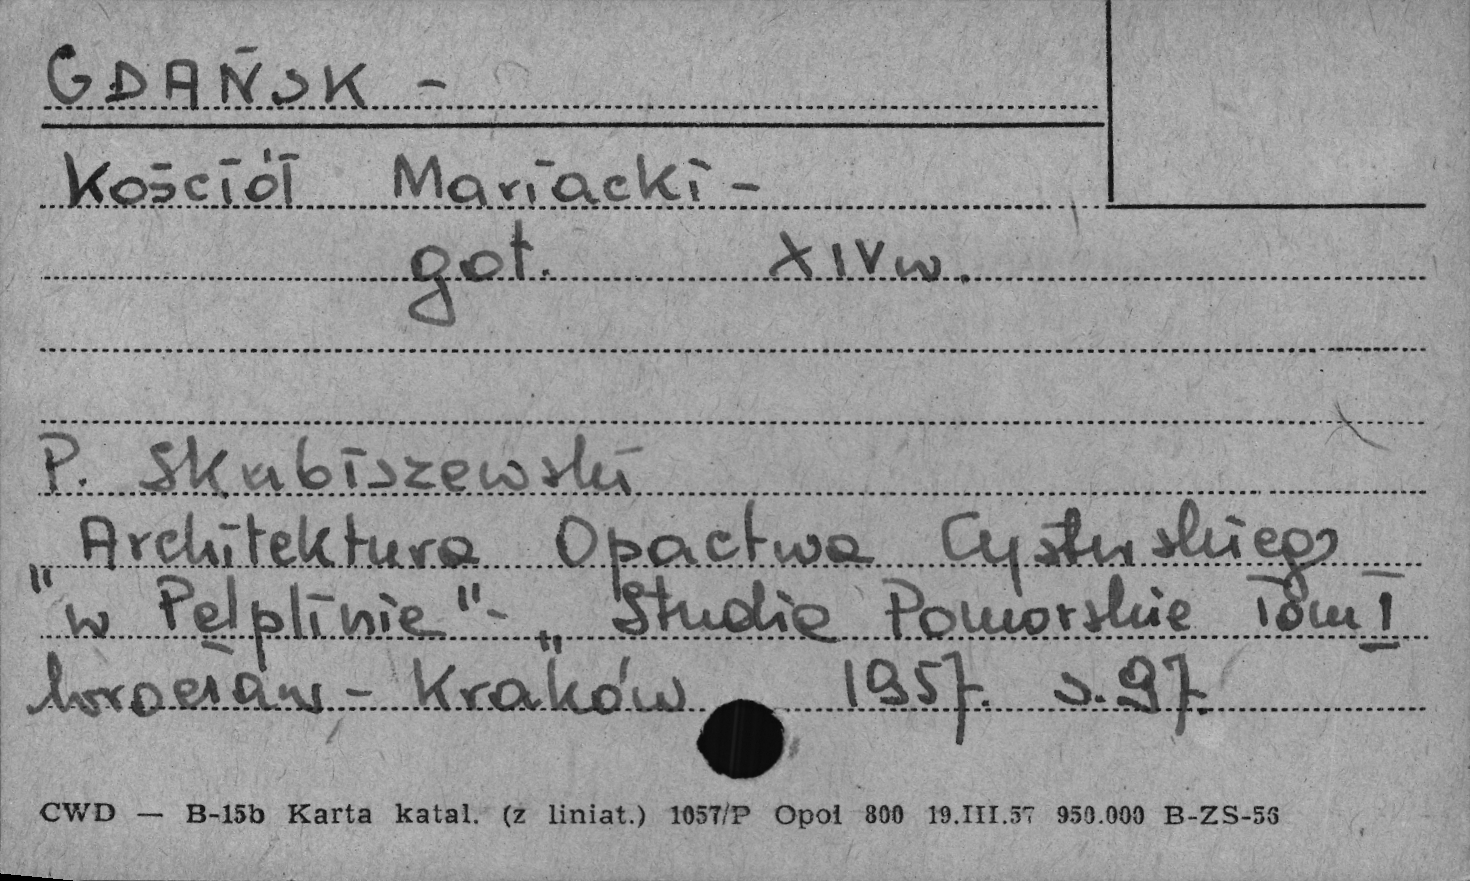 GDAŃSK -
Kościół Mariacki -
got. XIV w.
P. Skubiszewski
"Architektura Opactwa Cysterskiego
w Pelplinie" - „Studia Pomorskie Tom I
Wrocław - Kraków 1957. s. 97.
CWD — B-15b Karta katal. (z liniat.) 1057/P Opol 800 19.III.57 950.000 B-ZS-56